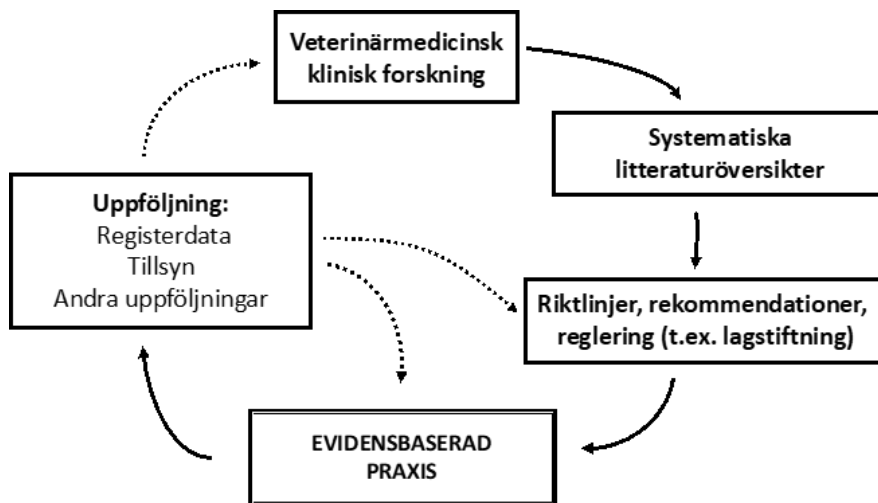 Veterinärmedicinsk
klinisk forskning
Systematiska
litteraturöversikter
Uppföljning:
Registerdata
Tillsyn
Andra uppföljningar
Riktlinjer, rekommendationer,
reglering (t.ex. lagstiftning)
EVIDENSBASERAD
PRAXIS